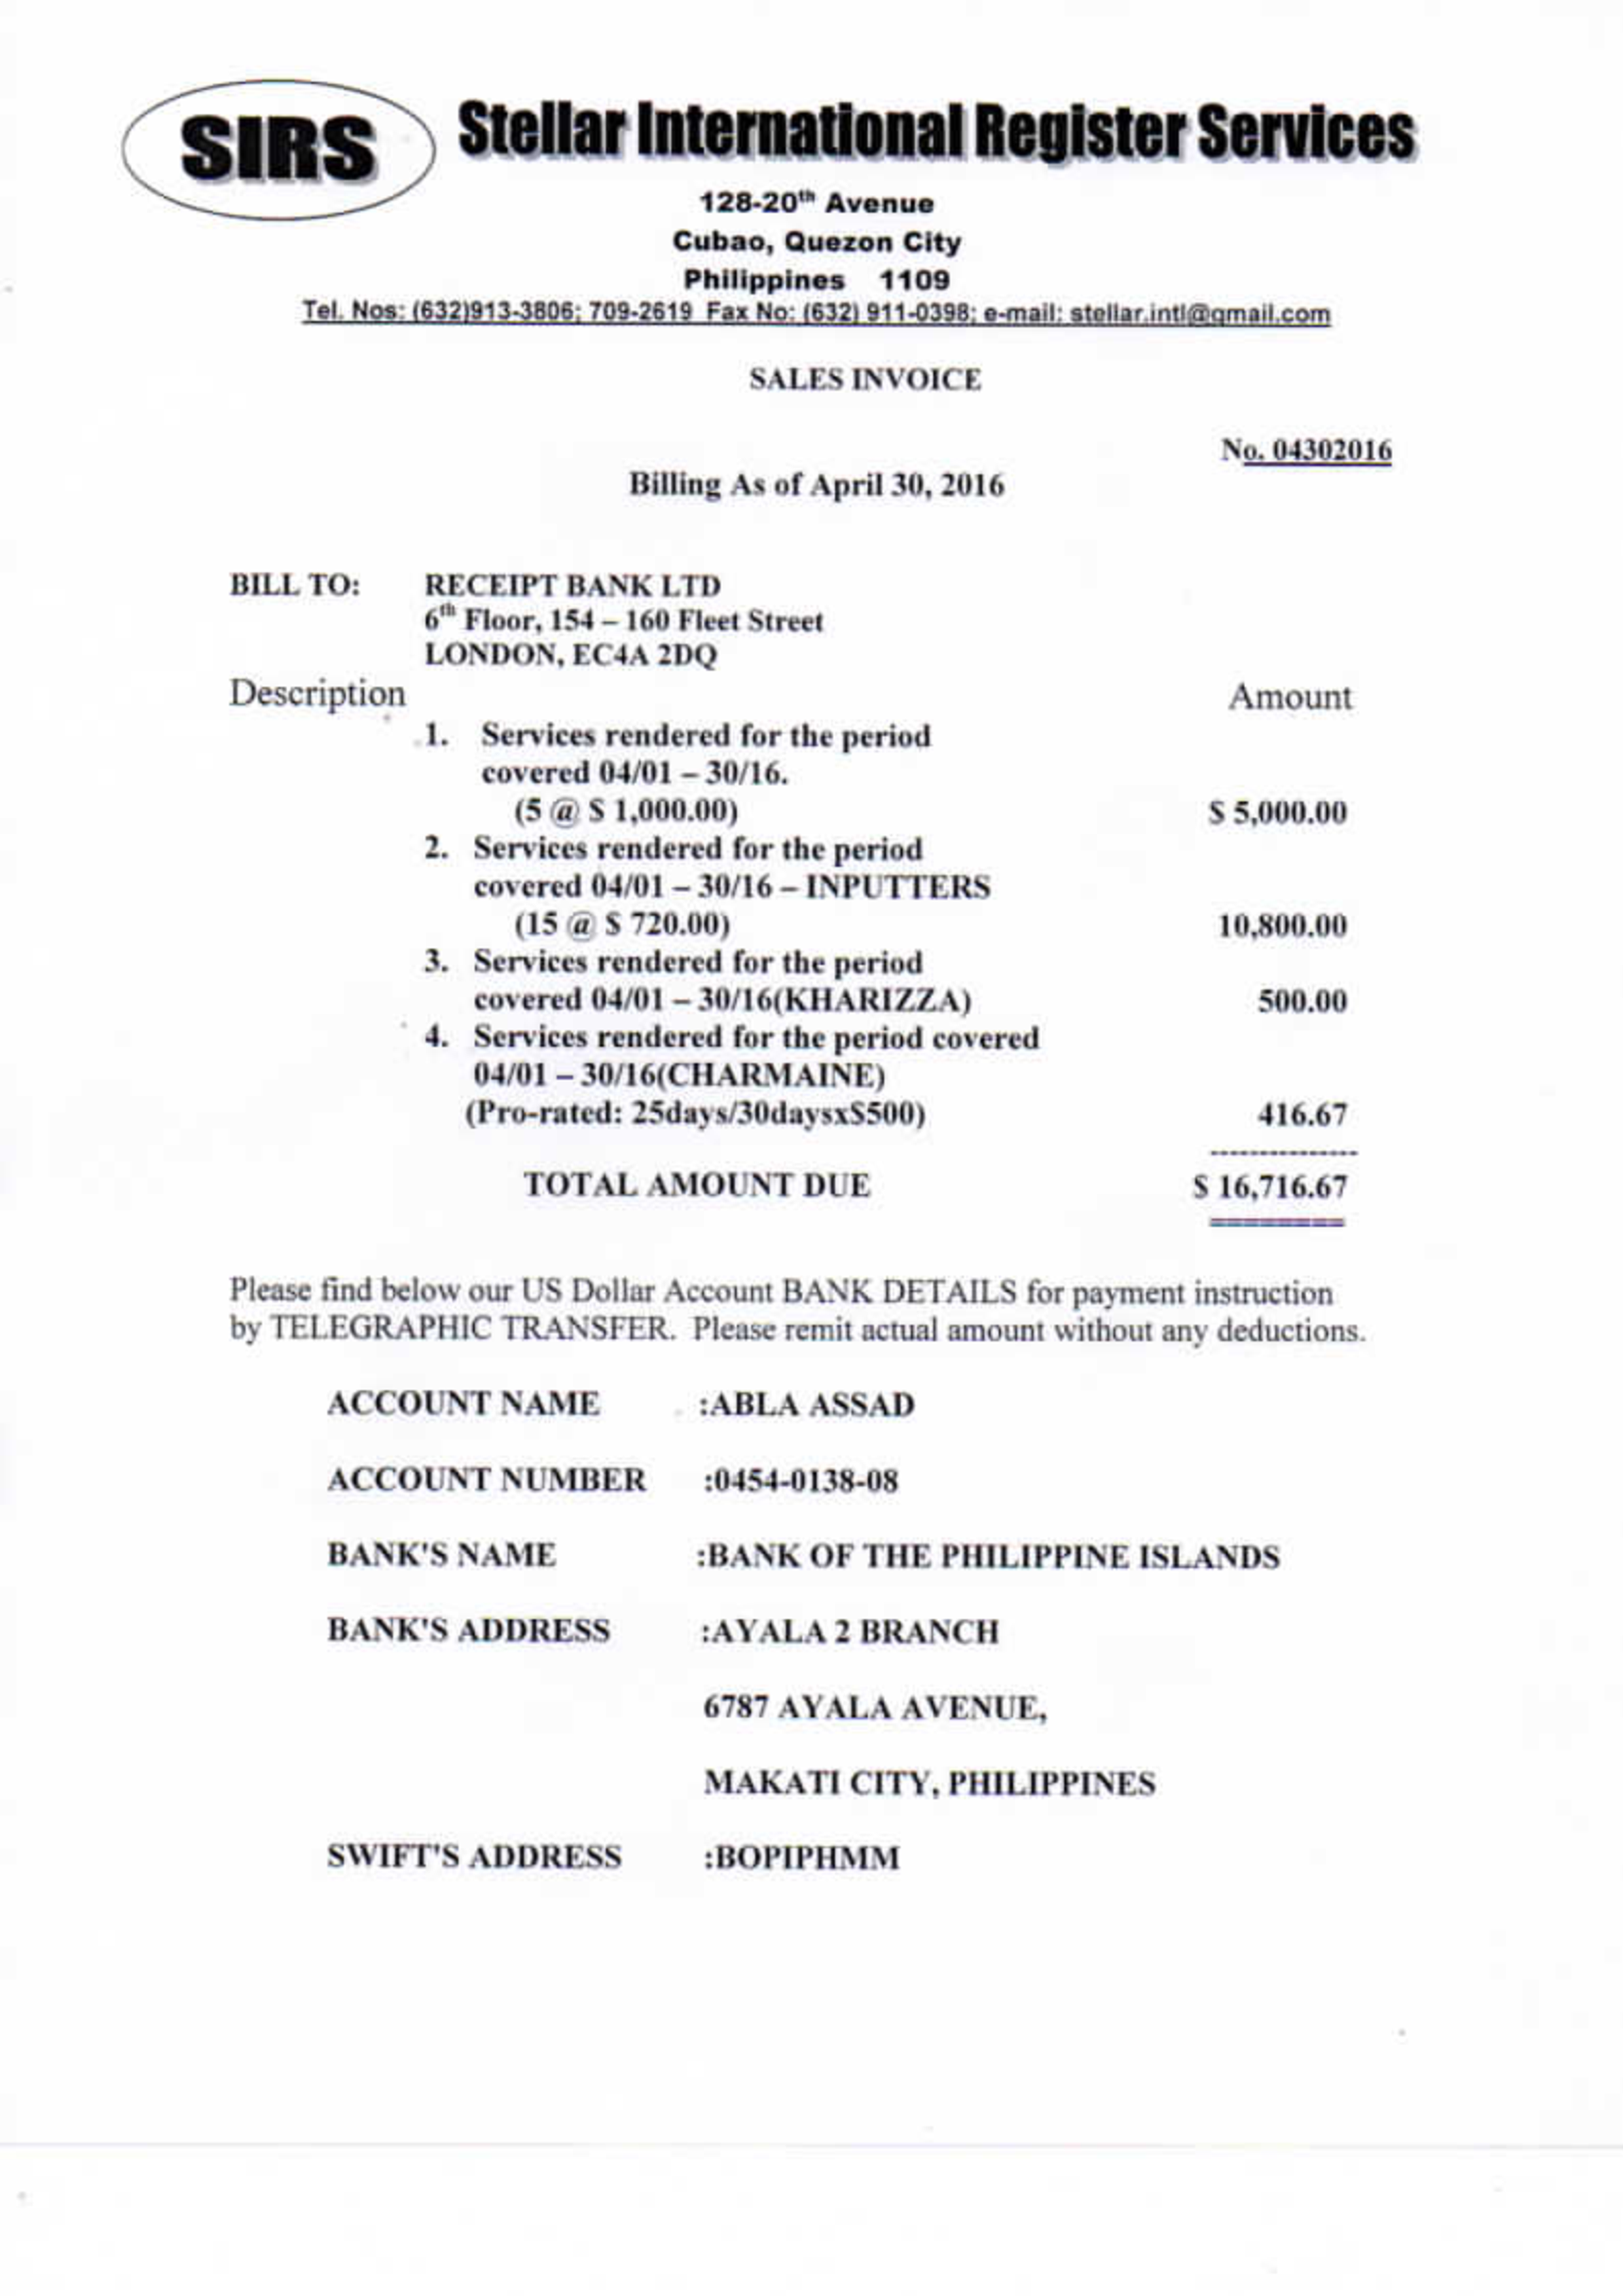 SIRS
Stellar International Register Services
128-20th Avenue
Cubao, Quezon City
Philippines 1109
Tel. Nos: (632)913-3806; 709-2619 Fax No: (632) 911-0398; e-mail: stellar.intl@gmail.com
SALES INVOICE
No. 04302016
Billing As of April 30, 2016
BILL TO: RECEIPT BANK LTD
6th Floor, 154 – 160 Fleet Street
LONDON, EC4A 2DQ
Description Amount
1. Services rendered for the period
covered 04/01 – 30/16.
(5 @ $ 1,000.00) $ 5,000.00
2. Services rendered for the period
covered 04/01 – 30/16 – INPUTTERS
(15 @ $ 720.00) 10,800.00
3. Services rendered for the period
covered 04/01 – 30/16(KHARIZZA) 500.00
4. Services rendered for the period covered
04/01 – 30/16(CHARMAINE)
(Pro-rated: 25days/30daysx$500) 416.67
---------------
TOTAL AMOUNT DUE $ 16,716.67
========
Please find below our US Dollar Account BANK DETAILS for payment instruction
by TELEGRAPHIC TRANSFER. Please remit actual amount without any deductions.
ACCOUNT NAME :ABLA ASSAD
ACCOUNT NUMBER :0454-0138-08
BANK'S NAME :BANK OF THE PHILIPPINE ISLANDS
BANK'S ADDRESS :AYALA 2 BRANCH
6787 AYALA AVENUE,
MAKATI CITY, PHILIPPINES
SWIFT'S ADDRESS :BOPIPHMM